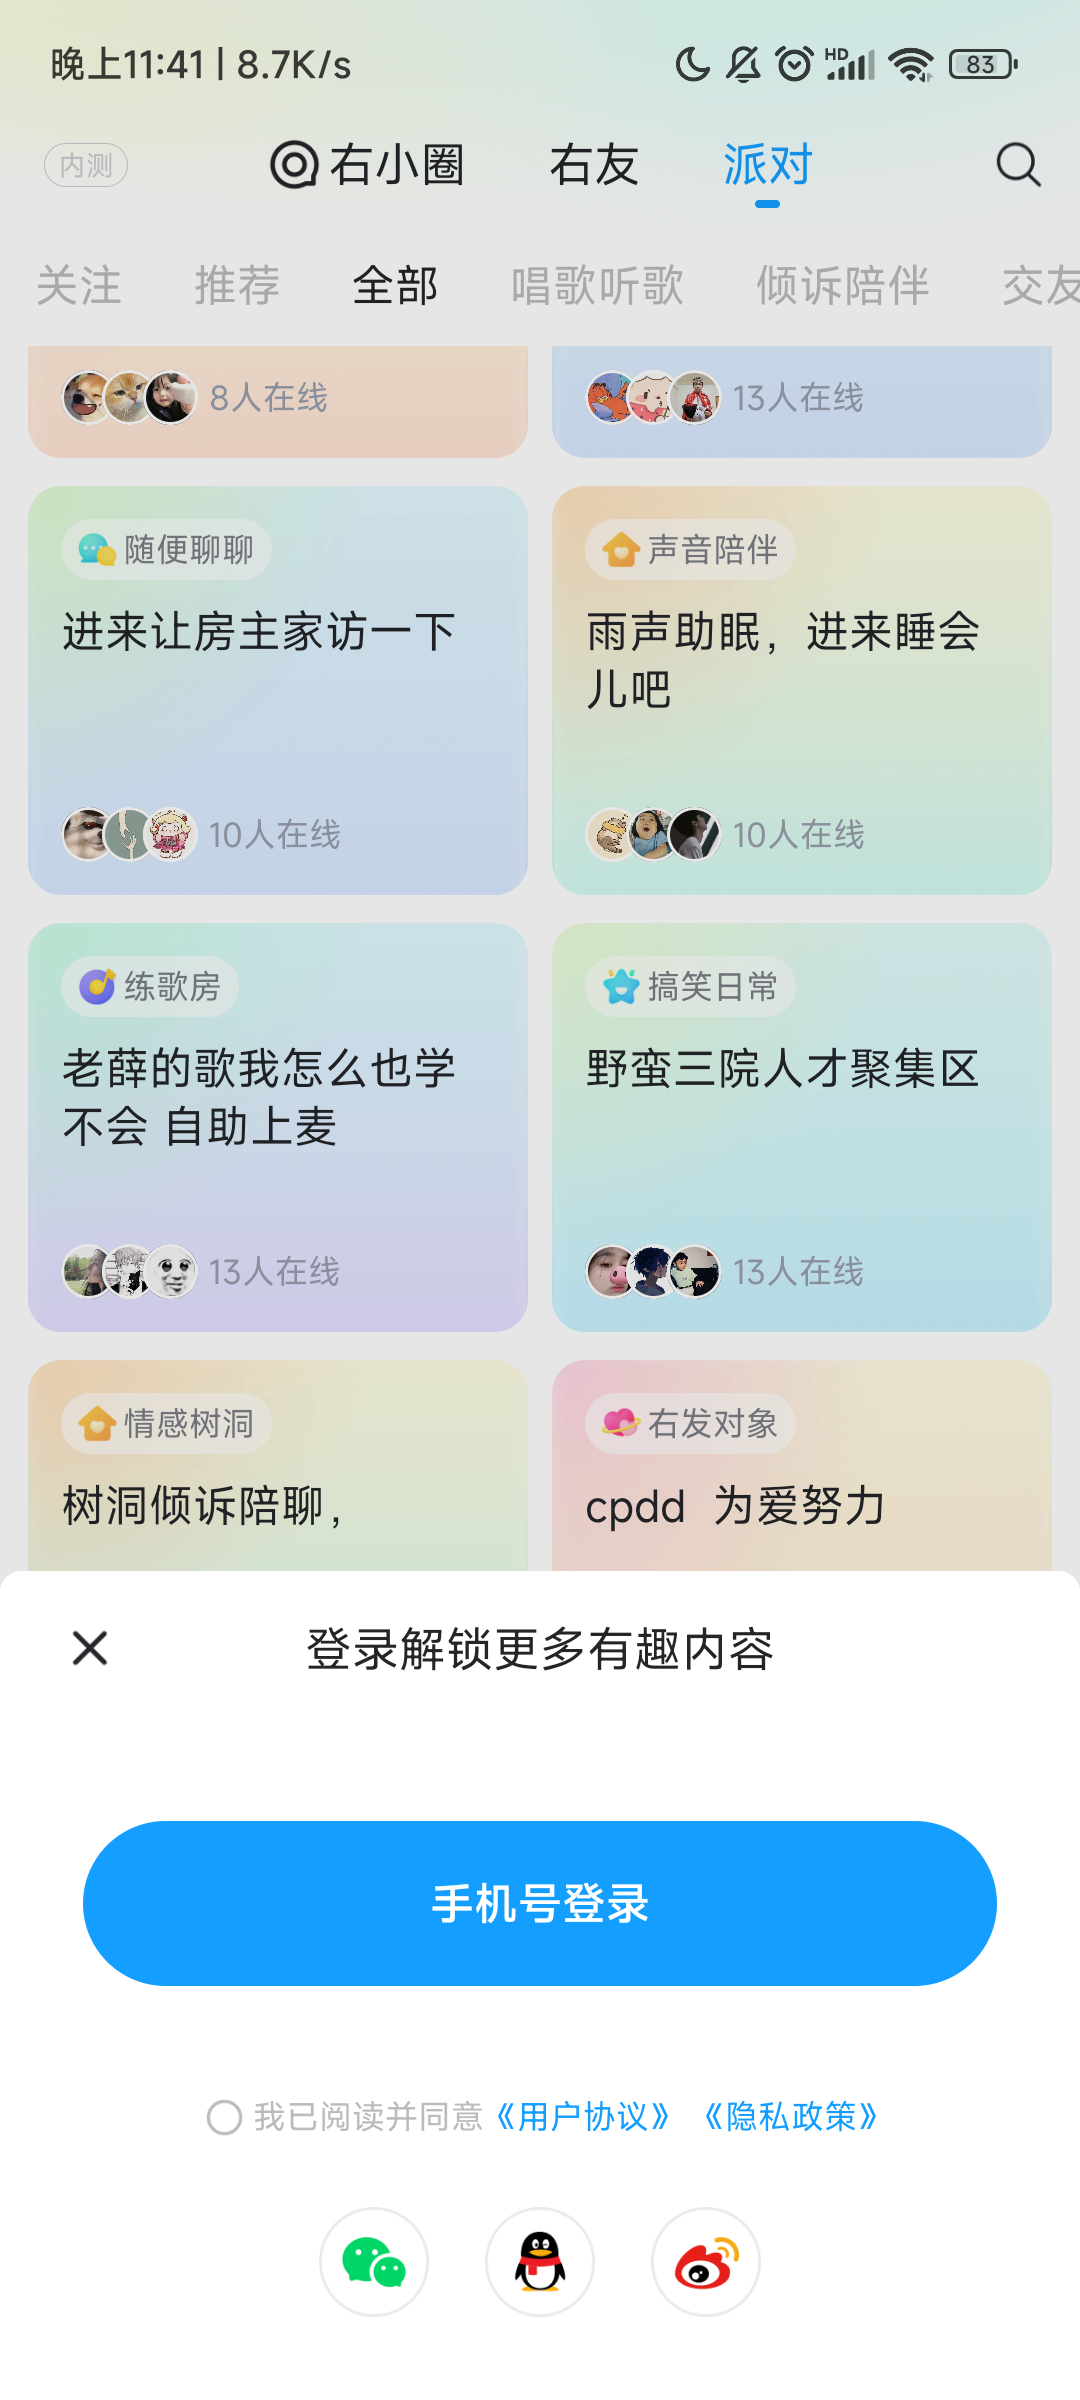 晚上11:41 | 8.7K/s
HD
83
内测
右小圈
右友
派对
关注
推荐
全部
唱歌听歌
倾诉陪伴
交友
8人在线
13人在线
随便聊聊
进来让房主家访一下
10人在线
声音陪伴
雨声助眠，进来睡会
儿吧
10人在线
练歌房
老薛的歌我怎么也学
不会 自助上麦
13人在线
搞笑日常
野蛮三院人才聚集区
13人在线
情感树洞
树洞倾诉陪聊，
右发对象
cpdd 为爱努力
登录解锁更多有趣内容
手机号登录
我已阅读并同意《用户协议》 《隐私政策》